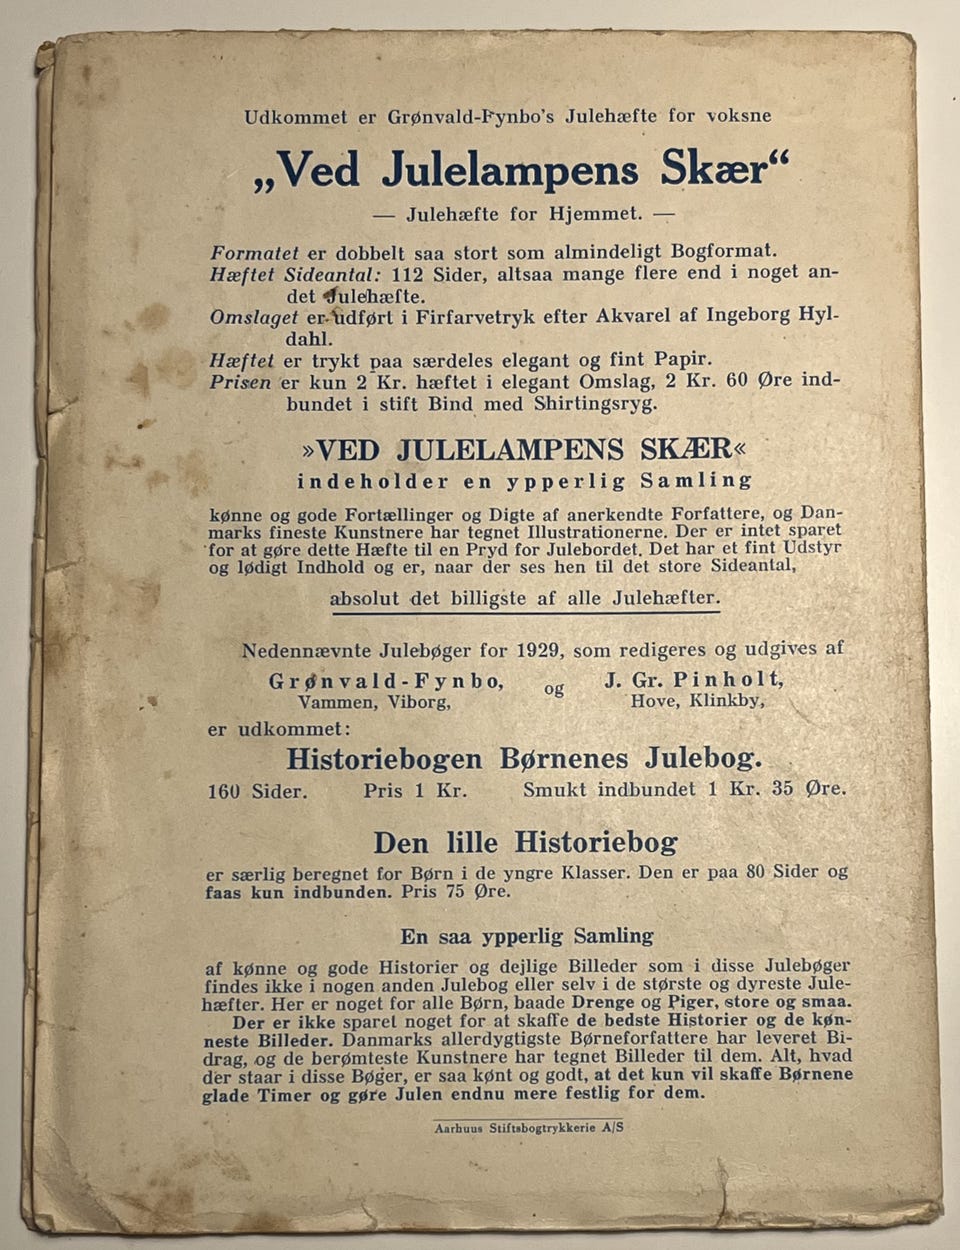 Udkommet er Grønvald-Fynbo's Julehæfte for voksne
„Ved Julelampens Skær“
— Julehæfte for Hjemmet. —
Formatet er dobbelt saa stort som almindeligt Bogformat.
Hæftet Sideantal: 112 Sider, altsaa mange flere end i noget an-
det Julehæfte.
Omslaget er udført i Firfarvetryk efter Akvarel af Ingeborg Hyl-
dahl.
Hæftet er trykt paa særdeles elegant og fint Papir.
Prisen er kun 2 Kr. hæftet i elegant Omslag, 2 Kr. 60 Øre ind-
bundet i stift Bind med Shirtingsryg.
»VED JULELAMPENS SKÆR«
indeholder en ypperlig Samling
kønne og gode Fortællinger og Digte af anerkendte Forfattere, og Dan-
marks fineste Kunstnere har tegnet Illustrationerne. Der er intet sparet
for at gøre dette Hæfte til en Pryd for Julebordet. Det har et fint Udstyr
og lødigt Indhold og er, naar der ses hen til det store Sideantal,
absolut det billigste af alle Julehæfter.
Nedennævnte Julebøger for 1929, som redigeres og udgives af
Grønvald-Fynbo, og J. Gr. Pinholt,
Vammen, Viborg, Hove, Klinkby,
er udkommet:
Historiebogen Børnenes Julebog.
160 Sider. Pris 1 Kr. Smukt indbundet 1 Kr. 35 Øre.
Den lille Historiebog
er særlig beregnet for Børn i de yngre Klasser. Den er paa 80 Sider og
faas kun indbunden. Pris 75 Øre.
En saa ypperlig Samling
af kønne og gode Historier og dejlige Billeder som i disse Julebøger
findes ikke i nogen anden Julebog eller selv i de største og dyreste Jule-
hæfter. Her er noget for alle Børn, baade Drenge og Piger, store og smaa.
Der er ikke sparet noget for at skaffe de bedste Historier og de køn-
neste Billeder. Danmarks allerdygtigste Børneforfattere har leveret Bi-
drag, og de berømteste Kunstnere har tegnet Billeder til dem. Alt, hvad
der staar i disse Bøger, er saa kønt og godt, at det kun vil skaffe Børnene
glade Timer og gøre Julen endnu mere festlig for dem.
Aarhuus Stiftsbogtrykkerie A/S